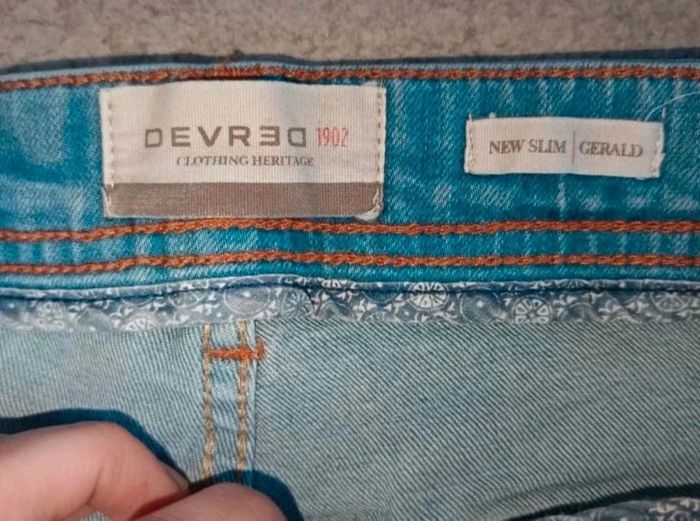 DEVRED 1902
CLOTHING HERITAGE
NEW SLIM | GERALD